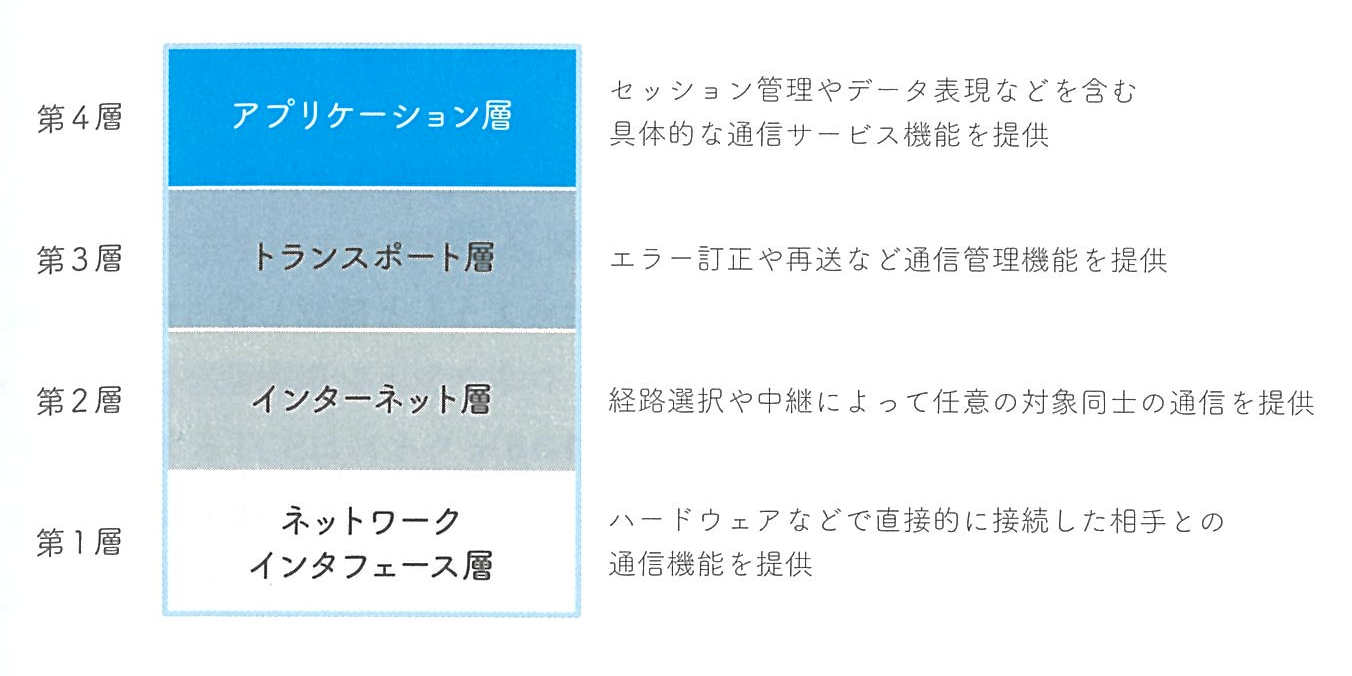 第4層
アプリケーション層
セッション管理やデータ表現などを含む
具体的な通信サービス機能を提供
第3層
トランスポート層
エラー訂正や再送など通信管理機能を提供
第2層
インターネット層
経路選択や中継によって任意の対象同士の通信を提供
第1層
ネットワーク
インタフェース層
ハードウェアなどで直接的に接続した相手との
通信機能を提供